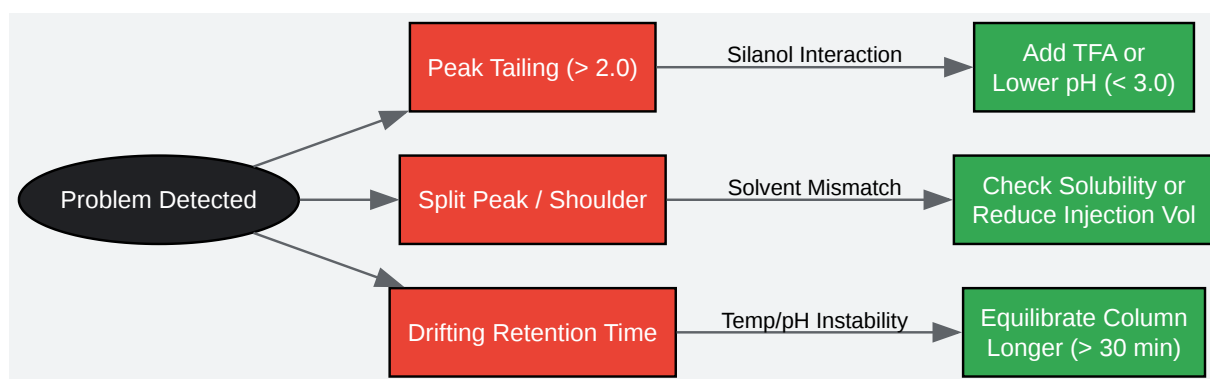 Problem Detected
Peak Tailing (> 2.0)
Silanol Interaction
Add TFA or
Lower pH (< 3.0)
Split Peak / Shoulder
Solvent Mismatch
Check Solubility or
Reduce Injection Vol
Drifting Retention Time
Temp/pH Instability
Equilibrate Column
Longer (> 30 min)